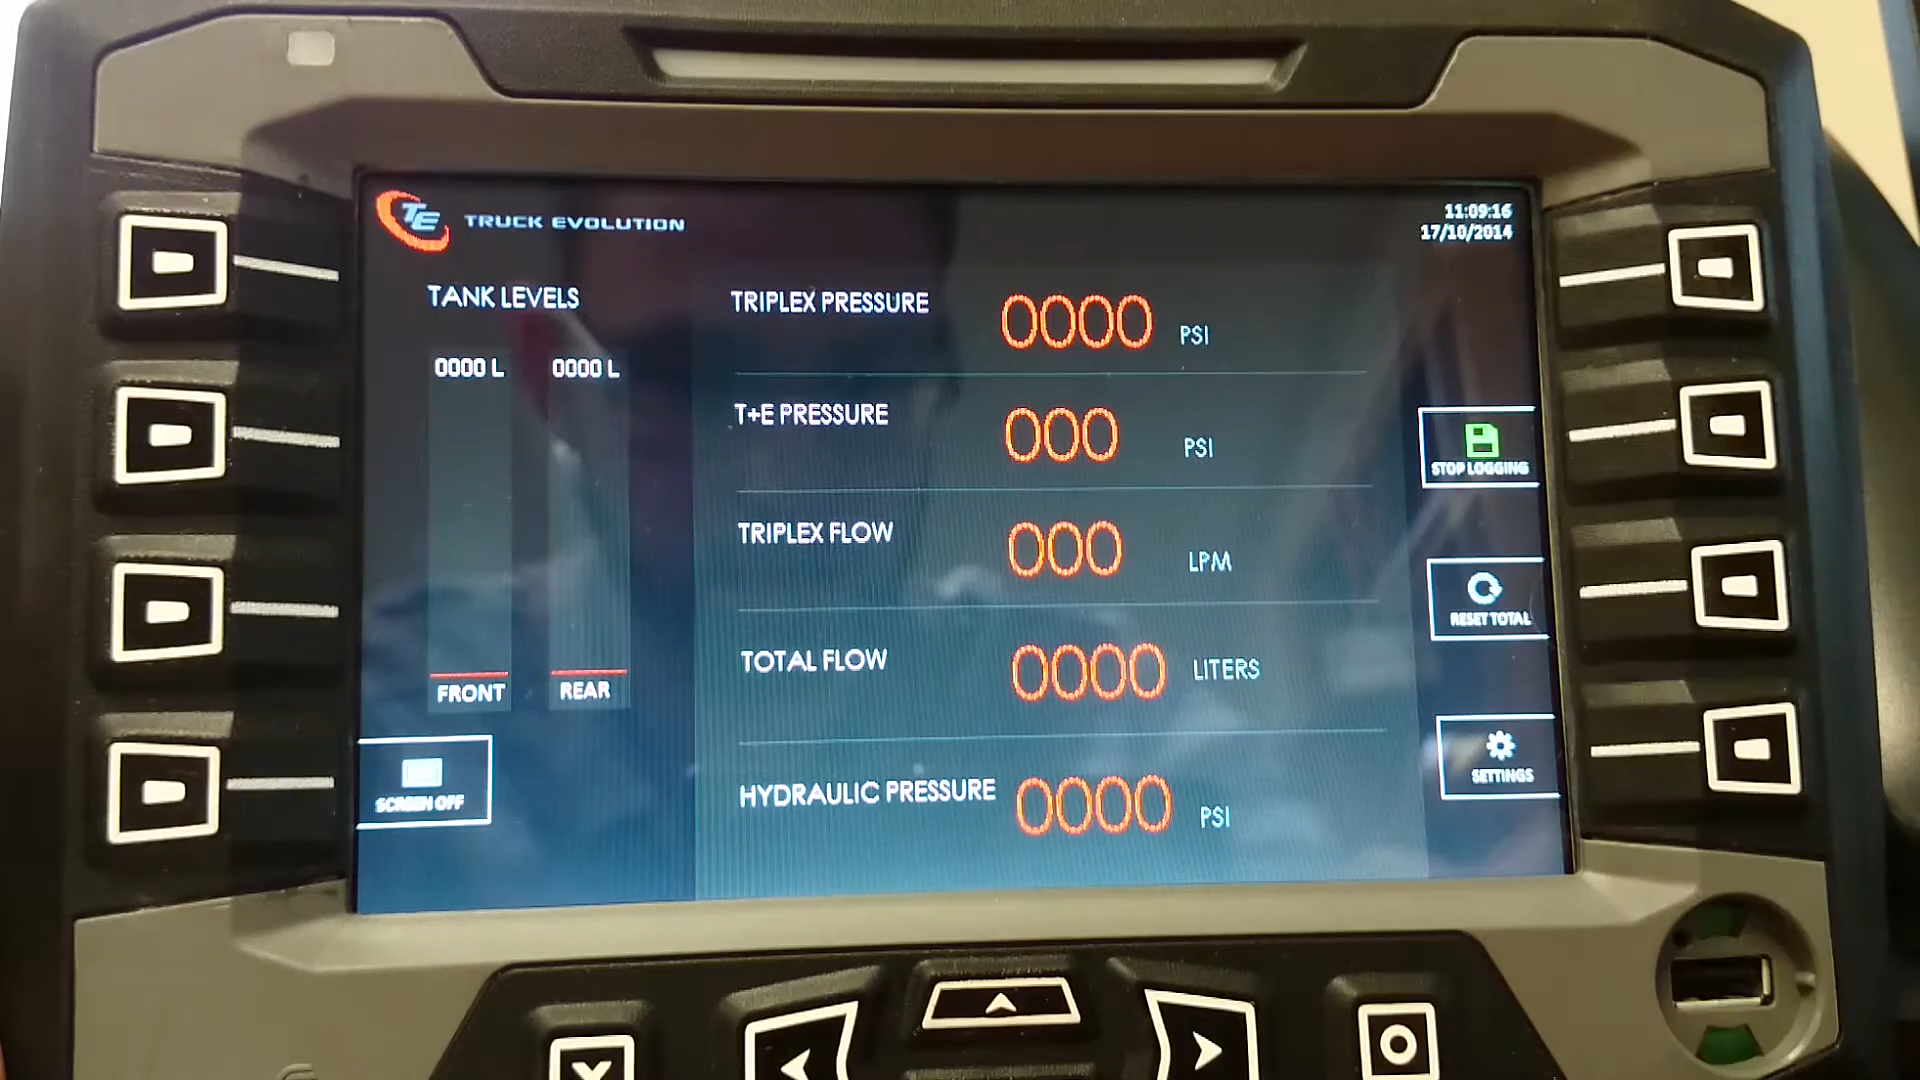 TE TRUCK EVOLUTION
11:09:16
17/10/2014
TANK LEVELS
0000 L 0000 L
FRONT REAR
SCREEN OFF
TRIPLEX PRESSURE 0000 PSI
T+E PRESSURE 000 PSI
TRIPLEX FLOW 000 LPM
TOTAL FLOW 0000 LITERS
HYDRAULIC PRESSURE 0000 PSI
STOP LOGGING
RESET TOTAL
SETTINGS